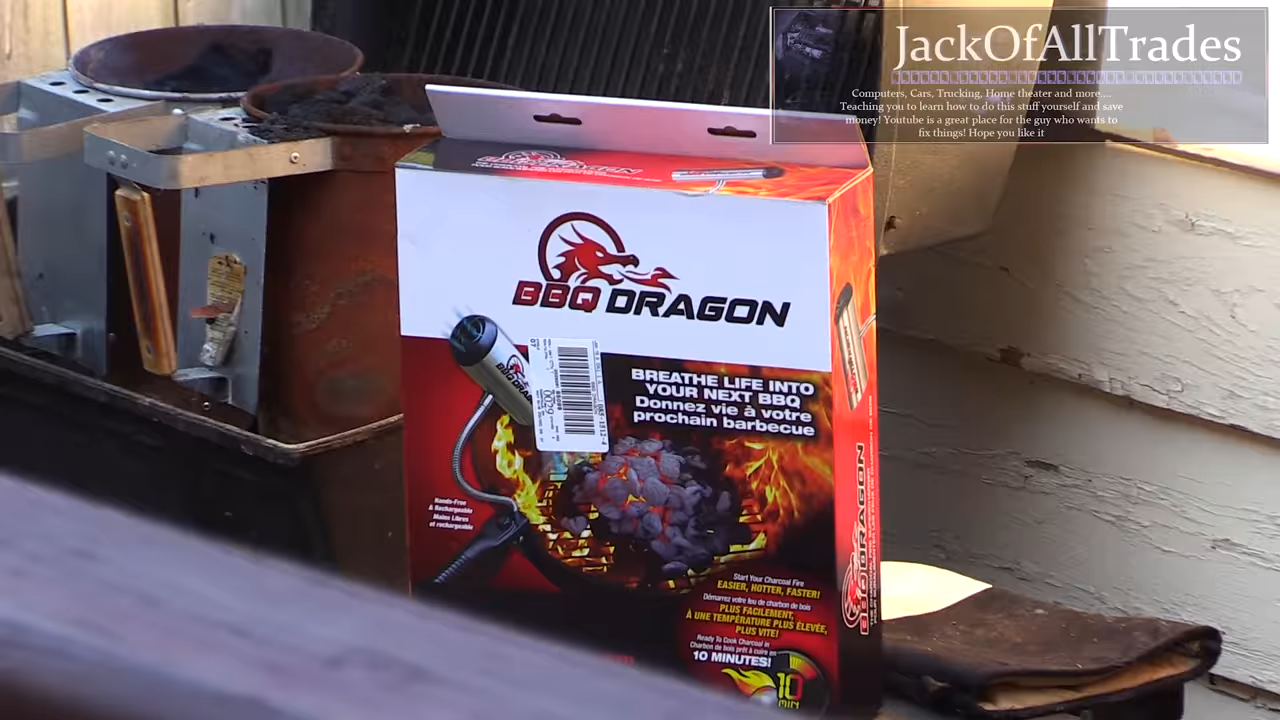 JackOfAllTrades
Computers, Cars, Trucking, Home theater and more....
Teaching you to learn how to do this stuff yourself and save
money! Youtube is a great place for the guy who wants to
fix things! Hope you like it
BBQ DRAGON
BREATHE LIFE INTO
YOUR NEXT BBQ
Donnez vie à votre
prochain barbecue
Hands-Free
& Rechargeable
Mains Libres
et rechargeable
Start Your Charcoal Fire
EASIER, HOTTER, FASTER!
Démarrez votre feu de charbon de bois
PLUS FACILEMENT,
À UNE TEMPÉRATURE PLUS ÉLEVÉE,
PLUS VITE!
Ready To Cook Charcoal in
Charbon de bois prêt à cuire en
10 MINUTES!
10
MIN
BBQ DRAGON